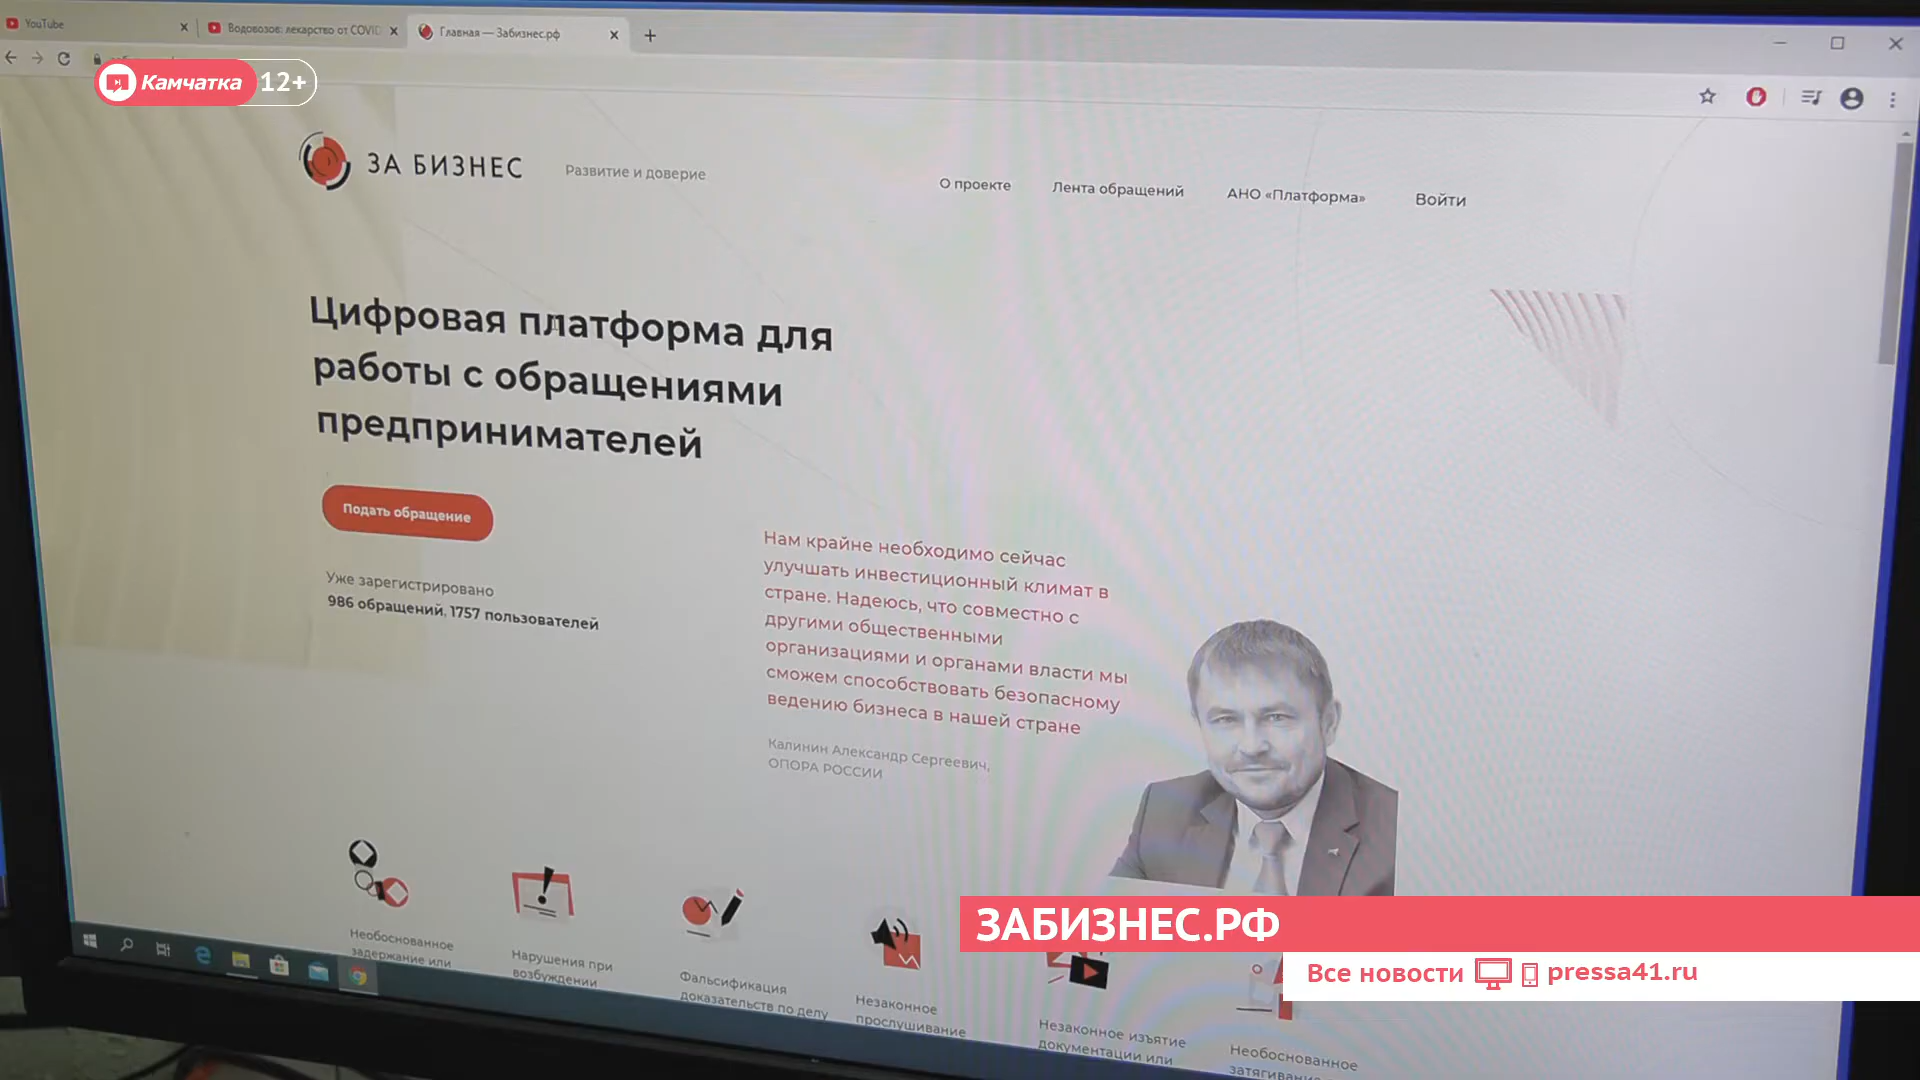 YouTube
Водовозов: лекарство от COVID
Главная — Забизнес.рф
Камчатка 12+
ЗА БИЗНЕС
Развитие и доверие
О проекте
Лента обращений
АНО «Платформа»
Войти
Цифровая платформа для
работы с обращениями
предпринимателей
Подать обращение
Уже зарегистрировано
986 обращений, 1757 пользователей
Нам крайне необходимо сейчас
улучшать инвестиционный климат в
стране. Надеюсь, что совместно с
другими общественными
организациями и органами власти мы
сможем способствовать безопасному
ведению бизнеса в нашей стране
Калинин Александр Сергеевич,
ОПОРА РОССИИ
Необоснованное
задержание или
Нарушения при
возбуждении
Фальсификация
доказательств по делу
Незаконное
прослушивание
Незаконное изъятие
документации или
Необоснованное
затягивание
ЗАБИЗНЕС.РФ
Все новости pressa41.ru